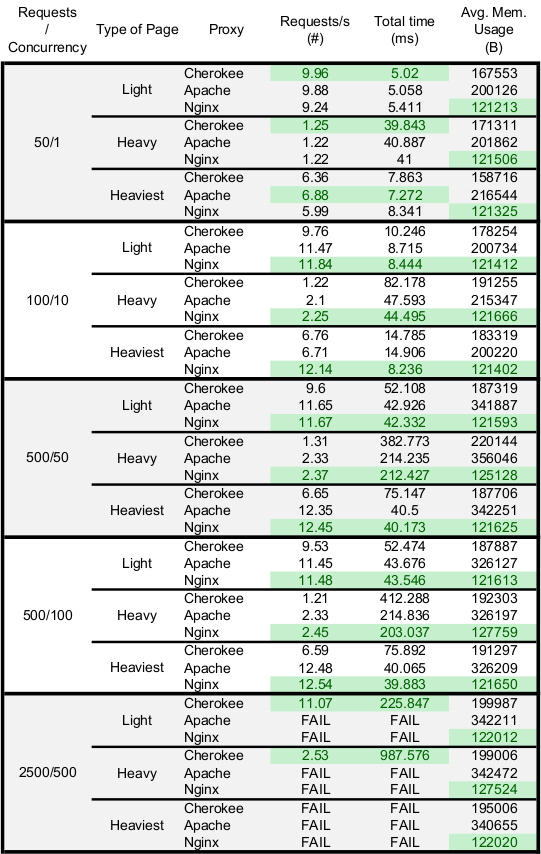 Requests / Concurrency Type of Page Proxy Requests/s (#) Total time (ms) Avg. Mem. Usage (B)
50/1
Light
Cherokee 9.96 5.02 167553
Apache 9.88 5.058 200126
Nginx 9.24 5.411 121213
Heavy
Cherokee 1.25 39.843 171311
Apache 1.22 40.887 201862
Nginx 1.22 41 121506
Heaviest
Cherokee 6.36 7.863 158716
Apache 6.88 7.272 216544
Nginx 5.99 8.341 121325
100/10
Light
Cherokee 9.76 10.246 178254
Apache 11.47 8.715 200734
Nginx 11.84 8.444 121412
Heavy
Cherokee 1.22 82.178 191255
Apache 2.1 47.593 215347
Nginx 2.25 44.495 121666
Heaviest
Cherokee 6.76 14.785 183319
Apache 6.71 14.906 200220
Nginx 12.14 8.236 121402
500/50
Light
Cherokee 9.6 52.108 187319
Apache 11.65 42.926 341887
Nginx 11.67 42.332 121593
Heavy
Cherokee 1.31 382.773 220144
Apache 2.33 214.235 356046
Nginx 2.37 212.427 125128
Heaviest
Cherokee 6.65 75.147 187706
Apache 12.35 40.5 342251
Nginx 12.45 40.173 121625
500/100
Light
Cherokee 9.53 52.474 187887
Apache 11.45 43.676 326127
Nginx 11.48 43.546 121613
Heavy
Cherokee 1.21 412.288 192303
Apache 2.33 214.836 326197
Nginx 2.45 203.037 127759
Heaviest
Cherokee 6.59 75.892 191297
Apache 12.48 40.065 326209
Nginx 12.54 39.883 121650
2500/500
Light
Cherokee 11.07 225.847 199987
Apache FAIL FAIL 342211
Nginx FAIL FAIL 122012
Heavy
Cherokee 2.53 987.576 199006
Apache FAIL FAIL 342472
Nginx FAIL FAIL 127524
Heaviest
Cherokee FAIL FAIL 195006
Apache FAIL FAIL 340655
Nginx FAIL FAIL 122020